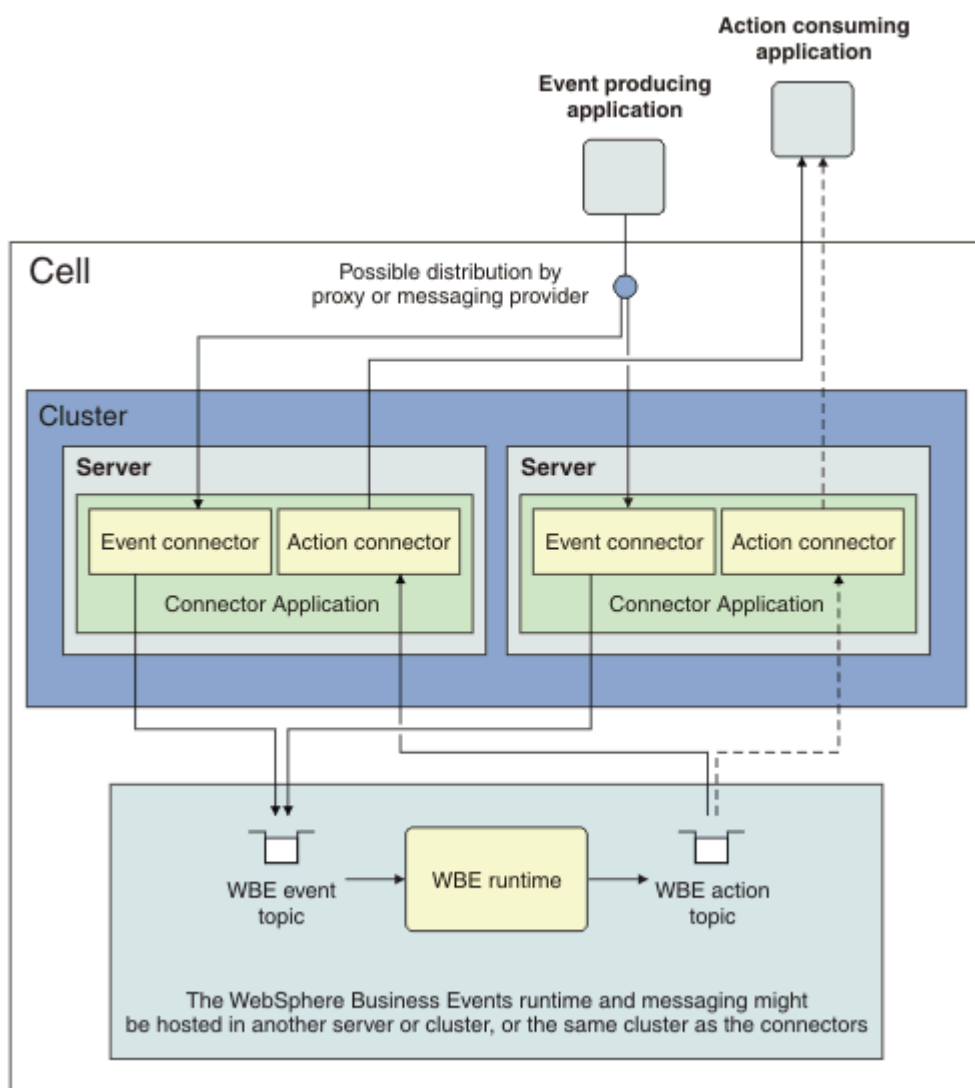 Action consuming
application
Event producing
application
Cell
Possible distribution by
proxy or messaging provider
Cluster
Server
Event connector
Action connector
Connector Application
Server
Event connector
Action connector
Connector Application
WBE event
topic
WBE runtime
WBE action
topic
The WebSphere Business Events runtime and messaging might
be hosted in another server or cluster, or the same cluster as the connectors